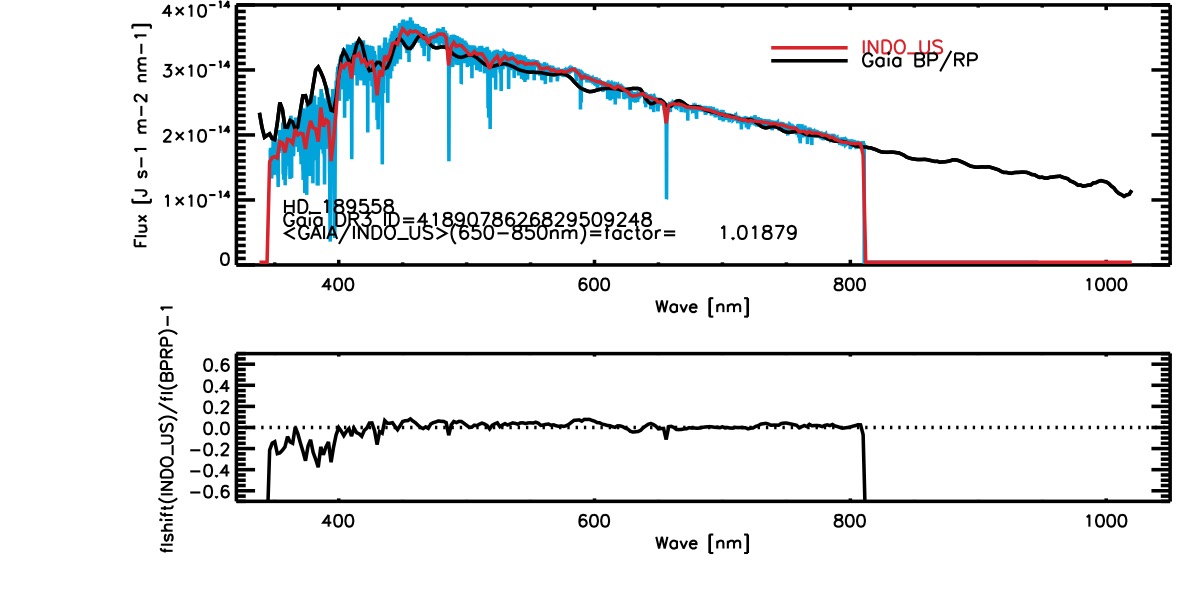 4×10−14
3×10−14
2×10−14
1×10−14
0
Flux [J s−1 m−2 nm−1]
INDO_US
Gaia BP/RP
HD_189558
Gaia DR3 ID=4189078626829509248
<GAIA/INDO_US>(650−850nm)=factor= 1.01879
400 600 800 1000
Wave [nm]
0.6
0.4
0.2
0.0
−0.2
−0.4
−0.6
flshift(INDO_US)/fl(BPRP)−1
400 600 800 1000
Wave [nm]